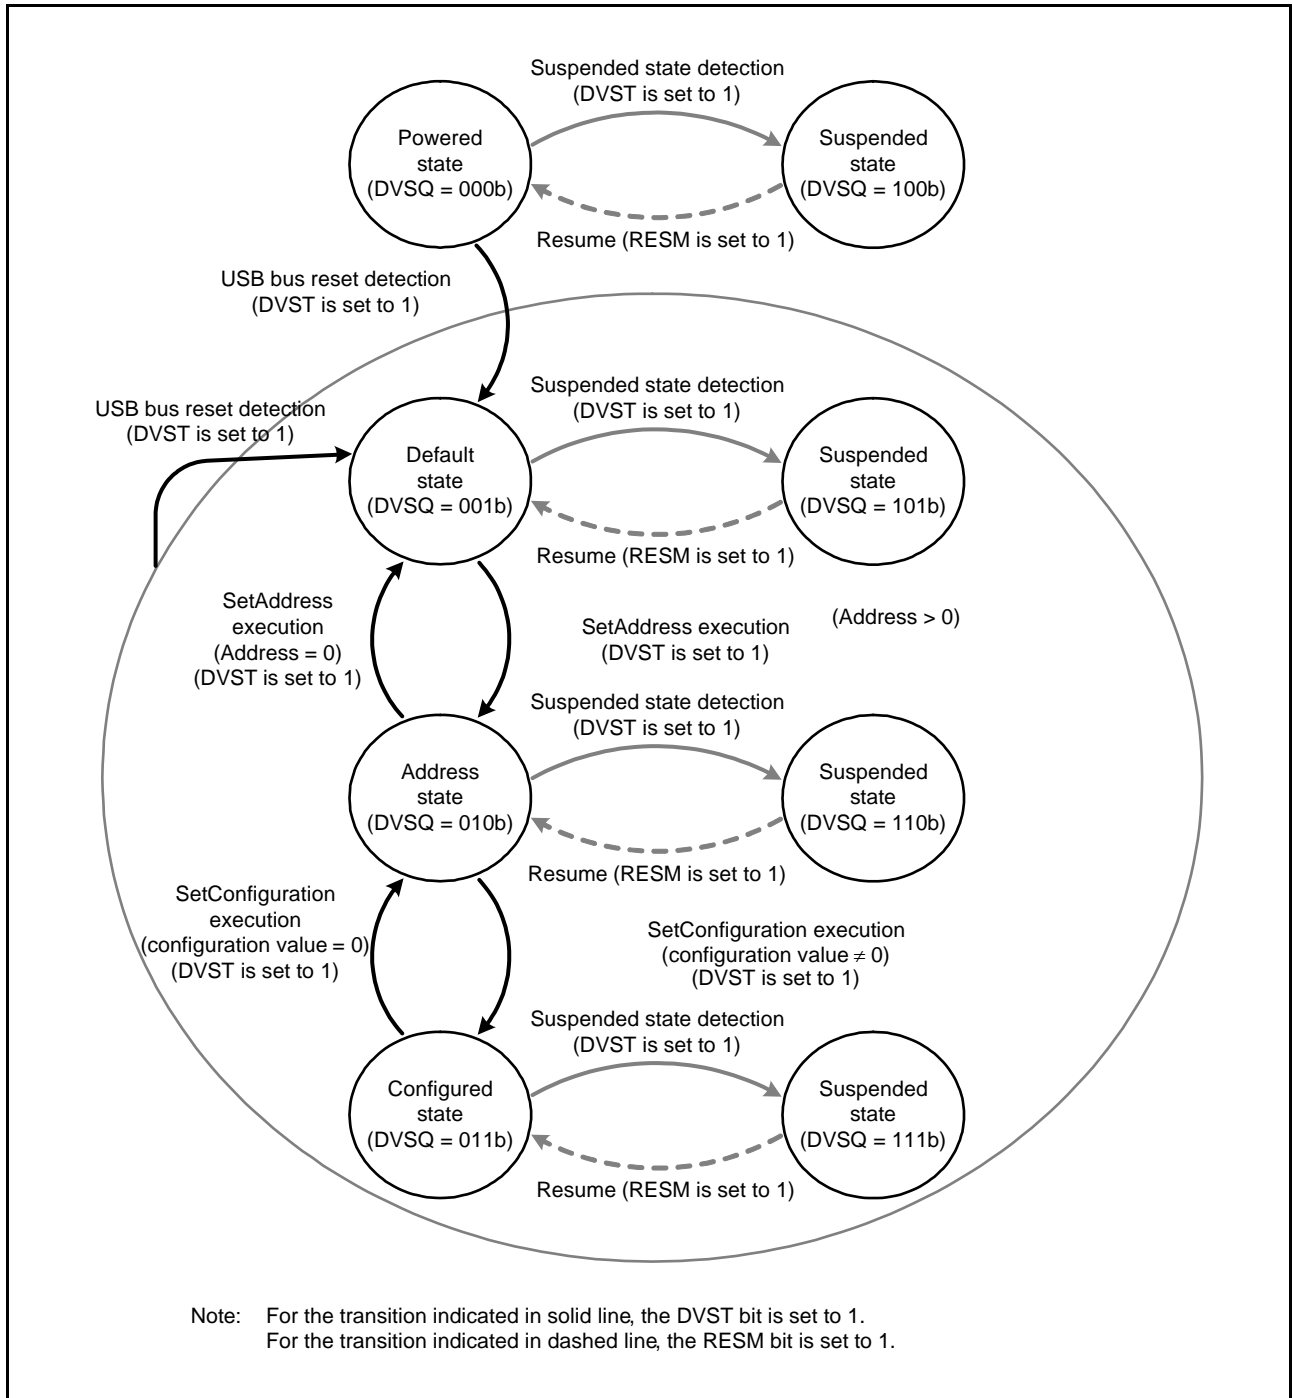 Suspended state detection
(DVST is set to 1)
Powered
state
(DVSQ = 000b)
Suspended
state
(DVSQ = 100b)
Resume (RESM is set to 1)
USB bus reset detection
(DVST is set to 1)
USB bus reset detection
(DVST is set to 1)
Suspended state detection
(DVST is set to 1)
Default
state
(DVSQ = 001b)
Suspended
state
(DVSQ = 101b)
Resume (RESM is set to 1)
SetAddress
execution
(Address = 0)
(DVST is set to 1)
SetAddress execution
(DVST is set to 1)
(Address > 0)
Suspended state detection
(DVST is set to 1)
Address
state
(DVSQ = 010b)
Suspended
state
(DVSQ = 110b)
Resume (RESM is set to 1)
SetConfiguration
execution
(configuration value = 0)
(DVST is set to 1)
SetConfiguration execution
(configuration value ≠ 0)
(DVST is set to 1)
Suspended state detection
(DVST is set to 1)
Configured
state
(DVSQ = 011b)
Suspended
state
(DVSQ = 111b)
Resume (RESM is set to 1)
Note: For the transition indicated in solid line, the DVST bit is set to 1.
For the transition indicated in dashed line, the RESM bit is set to 1.